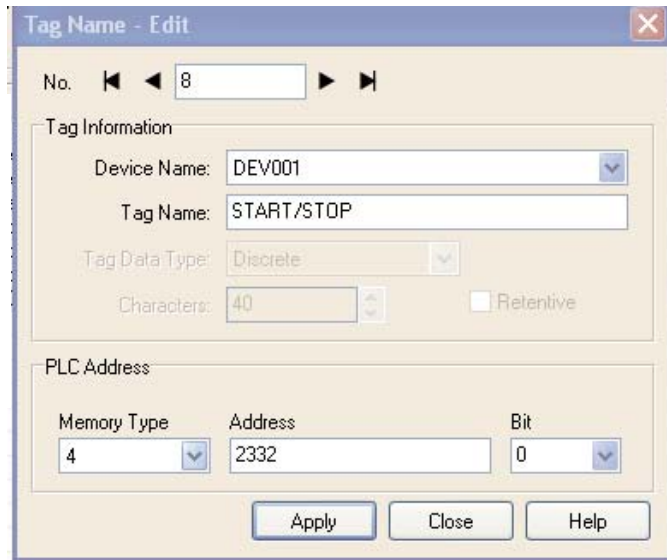 Tag Name - Edit
No. 8
Tag Information
Device Name: DEV001
Tag Name: START/STOP
Tag Data Type: Discrete
Characters: 40 Retentive
PLC Address
Memory Type Address Bit
4 2332 0
Apply Close Help